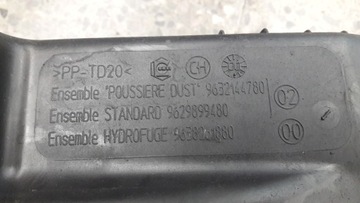 >PP-TD20<
Ensemble "POUSSIERE DUST" 9632144780
Ensemble STANDARD 9629899480
02
Ensemble HYDROFUGE
00